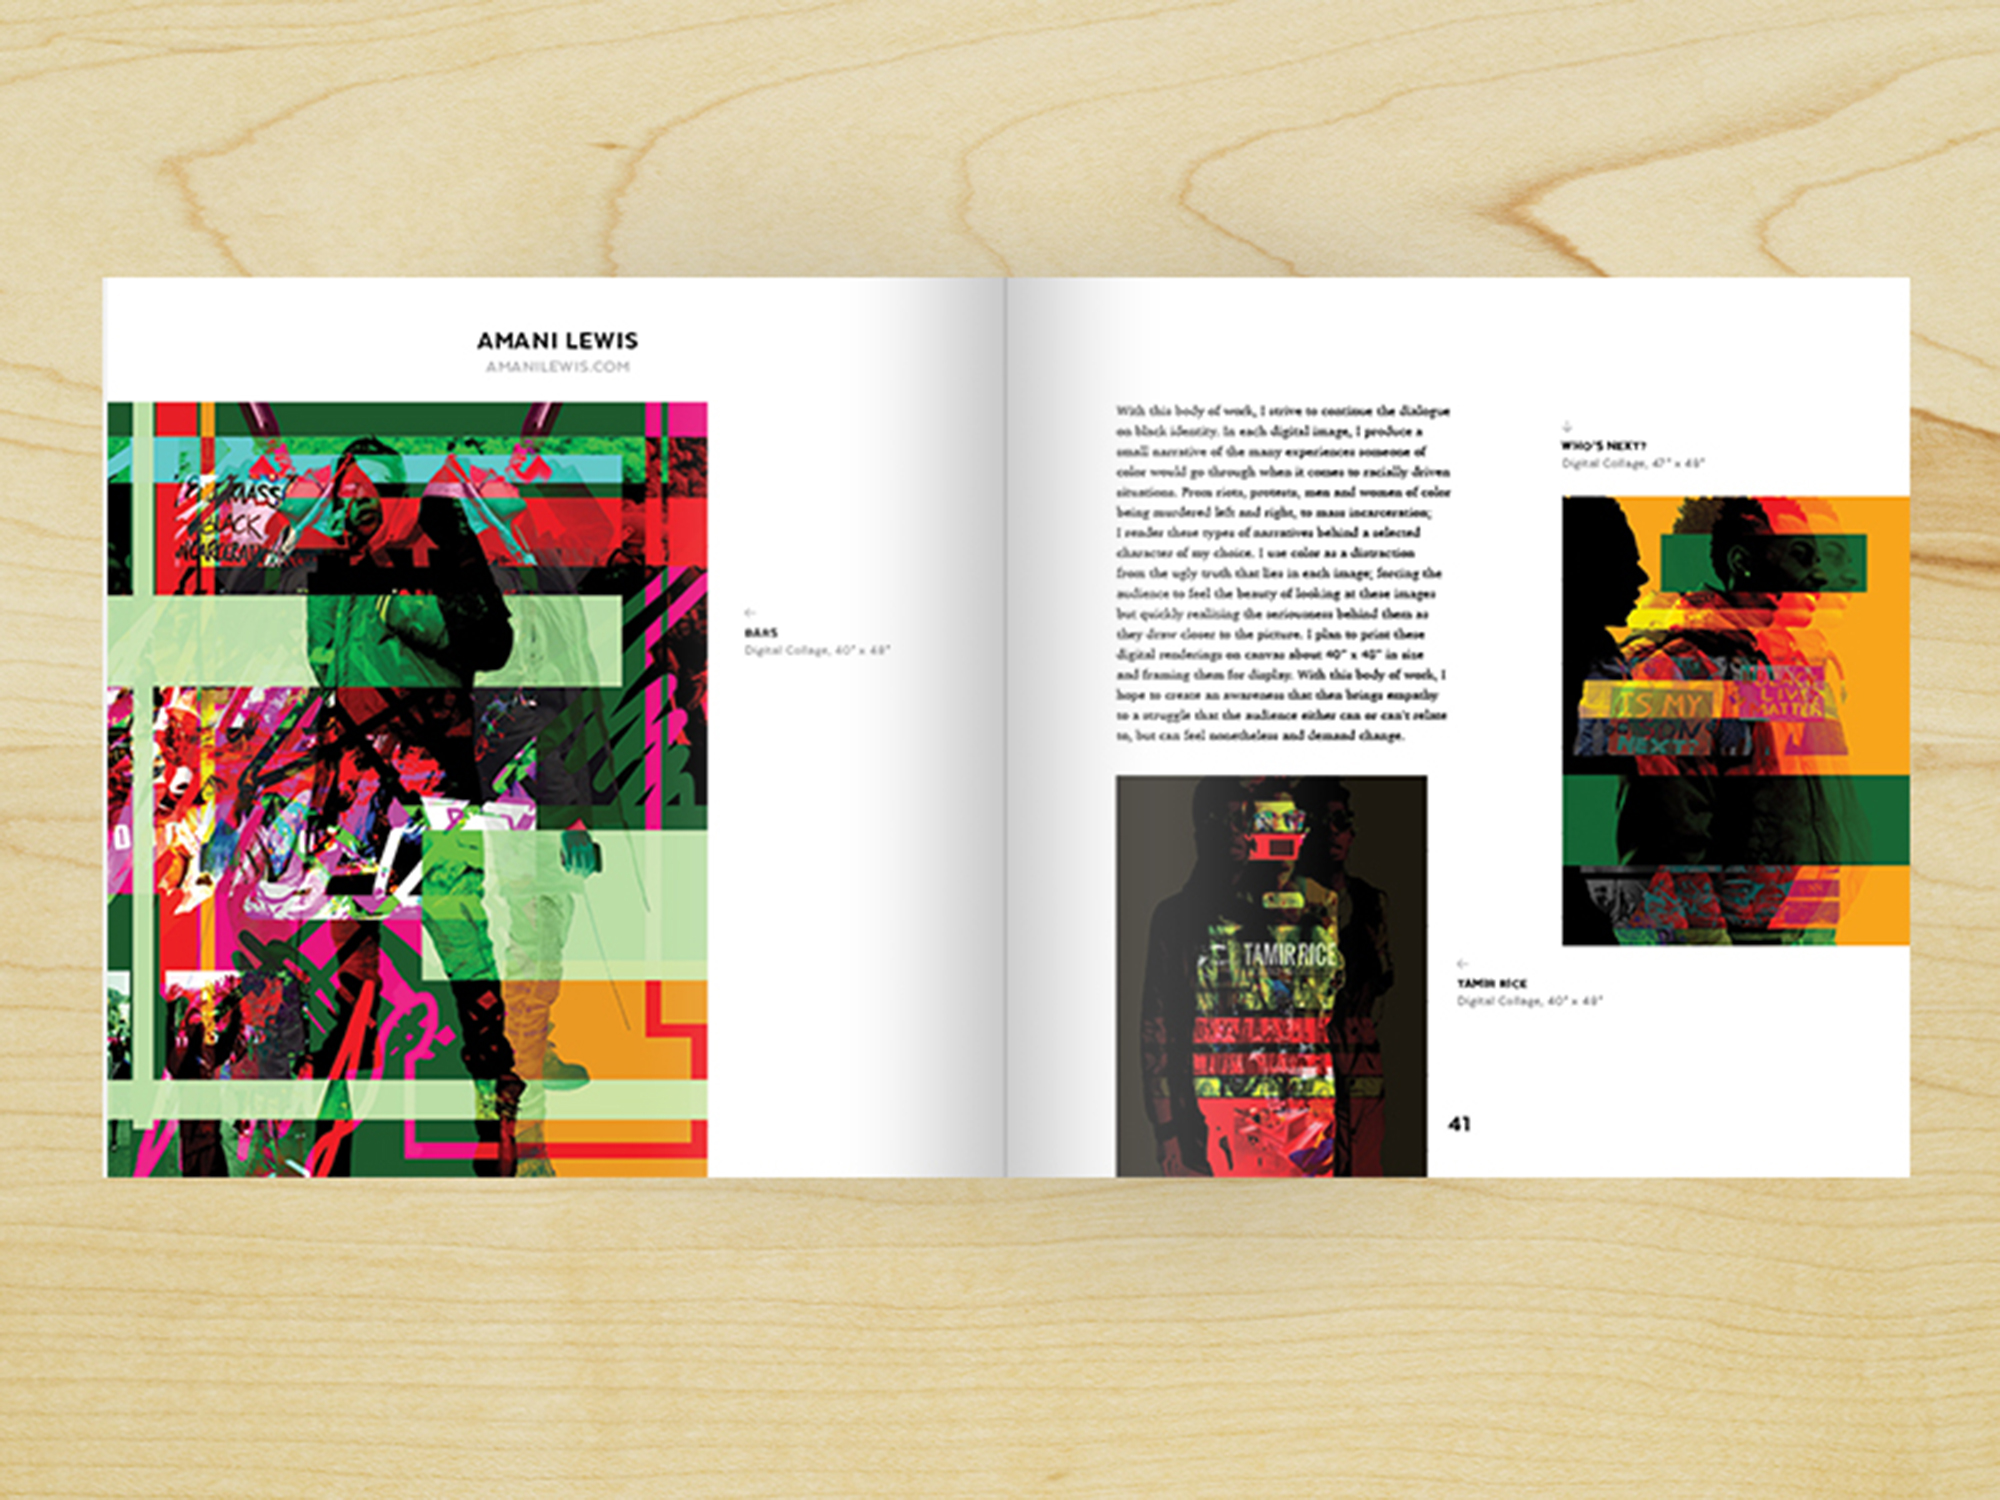 AMANI LEWIS
AMANILEWIS.COM
MASS
BLACK
INCARCERATION
←
BARS
Digital Collage, 40" x 48"
With this body of work, I strive to continue the dialogue
on black identity. In each digital image, I produce a
small narrative of the many experiences someone of
color would go through when it comes to racially driven
situations. From riots, protests, men and women of color
being murdered left and right, to mass incarceration;
I render these types of narratives behind a selected
character of my choice. I use color as a distraction
from the ugly truth that lies in each image; forcing the
audience to feel the beauty of looking at these images
but quickly realizing the seriousness behind them as
they draw closer to the picture. I plan to print these
digital renderings on canvas about 40" x 48" in size
and framing them for display. With this body of work, I
hope to create an awareness that then brings empathy
to a struggle that the audience either can or can't relate
to, but can feel nonetheless and demand change.
↓
WHO'S NEXT?
Digital Collage, 47" x 48"
IS MY
SON
NEXT?
LIVES
MATTER
TAMIR RICE
←
TAMIR RICE
Digital Collage, 40" x 48"
41